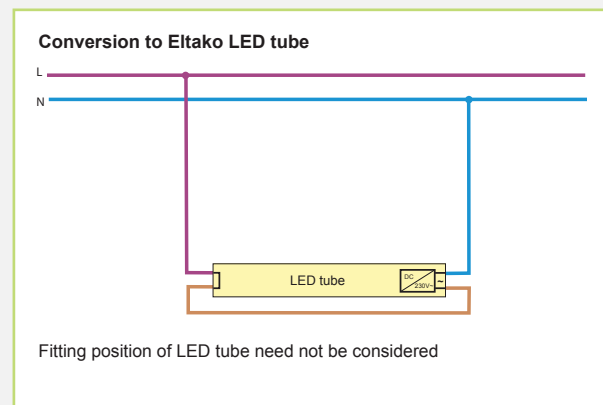 Conversion to Eltako LED tube
L
N
LED tube
DC
230V~
~
Fitting position of LED tube need not be considered